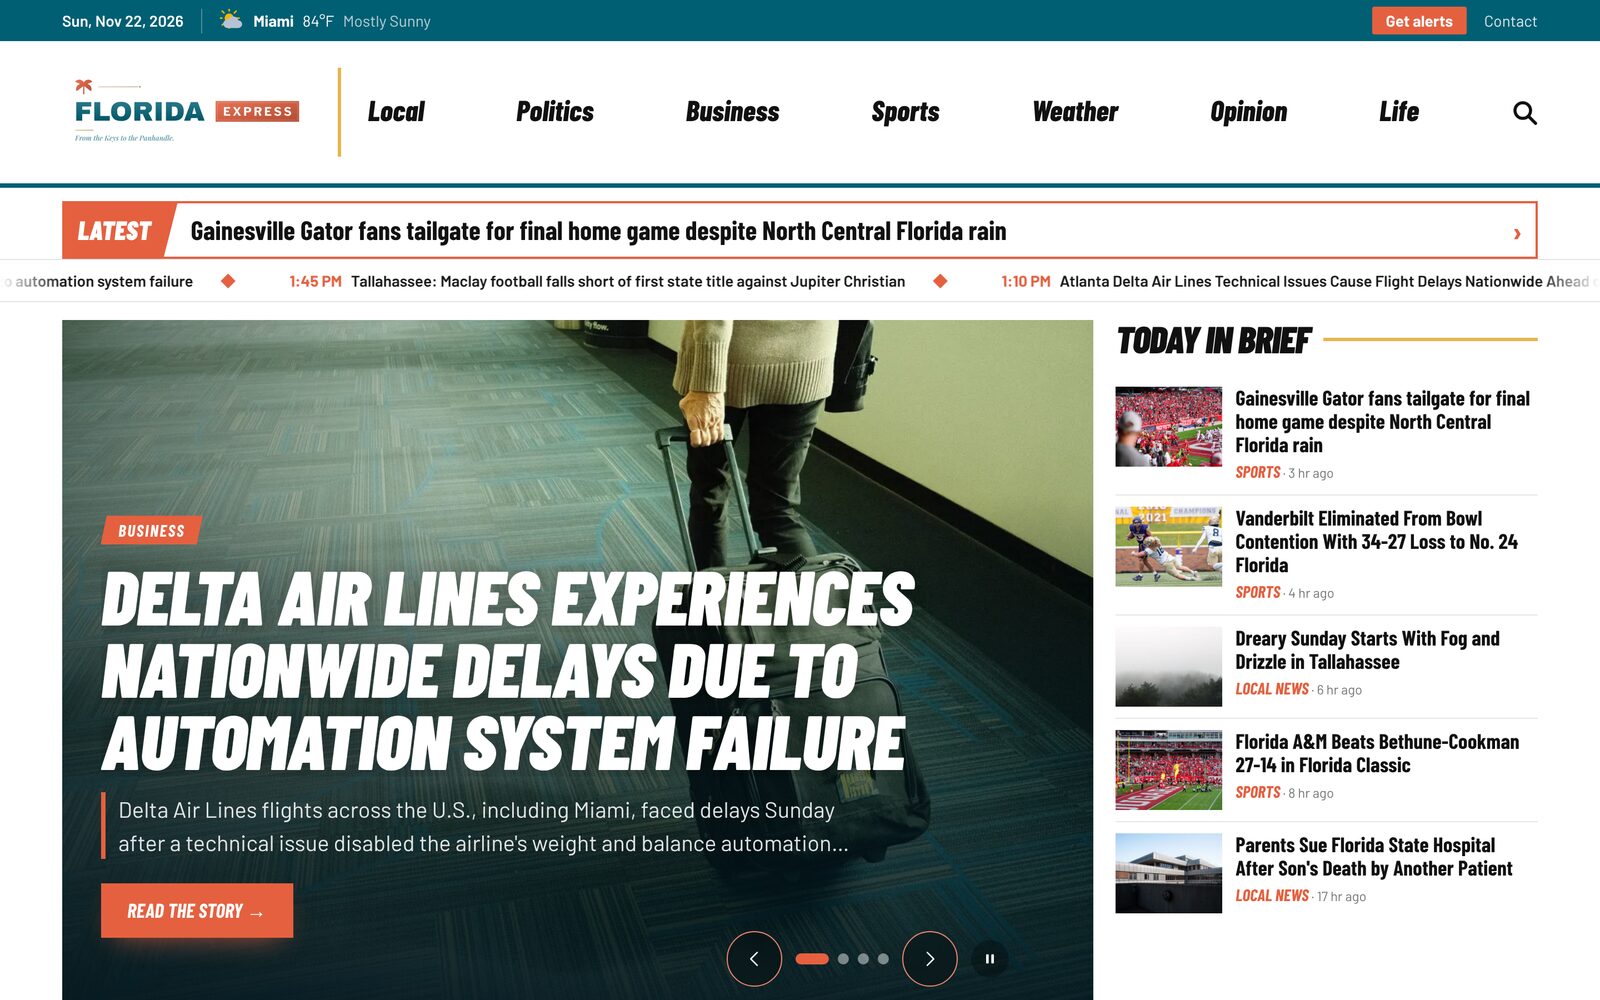 Sun, Nov 22, 2026
Miami 84°F Mostly Sunny
Get alerts
Contact
FLORIDA EXPRESS
From the Keys to the Panhandle.
Local
Politics
Business
Sports
Weather
Opinion
Life
LATEST
Gainesville Gator fans tailgate for final home game despite North Central Florida rain
automation system failure
1:45 PM Tallahassee: Maclay football falls short of first state title against Jupiter Christian
1:10 PM Atlanta Delta Air Lines Technical Issues Cause Flight Delays Nationwide Ahead
BUSINESS
DELTA AIR LINES EXPERIENCES
NATIONWIDE DELAYS DUE TO
AUTOMATION SYSTEM FAILURE
Delta Air Lines flights across the U.S., including Miami, faced delays Sunday
after a technical issue disabled the airline's weight and balance automation...
READ THE STORY →
TODAY IN BRIEF
Gainesville Gator fans tailgate for final
home game despite North Central
Florida rain
SPORTS · 3 hr ago
Vanderbilt Eliminated From Bowl
Contention With 34-27 Loss to No. 24
Florida
SPORTS · 4 hr ago
Dreary Sunday Starts With Fog and
Drizzle in Tallahassee
LOCAL NEWS · 6 hr ago
Florida A&M Beats Bethune-Cookman
27-14 in Florida Classic
SPORTS · 8 hr ago
Parents Sue Florida State Hospital
After Son's Death by Another Patient
LOCAL NEWS · 17 hr ago